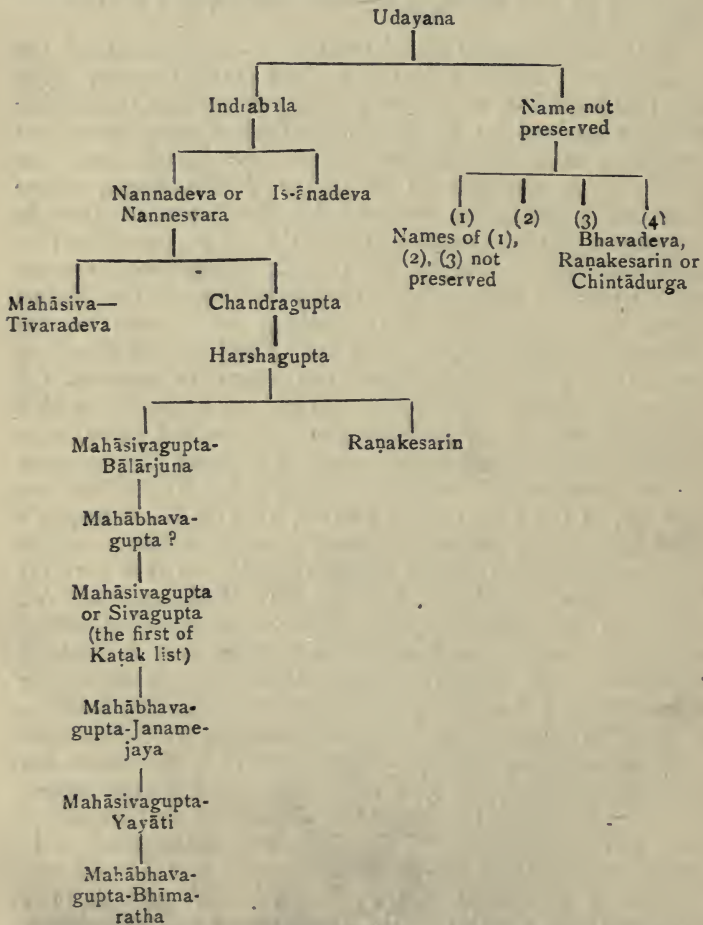 Udayana
Indrabala
Name not
preserved
Nannadeva or
Nannesvara
Is-ānadeva
(1) (2) (3) (4)
Names of (1),
(2), (3) not
preserved
Bhavadeva,
Raṇakesarin or
Chintādurga
Mahāsiva—
Tīvaradeva
Chandragupta
Harshagupta
Mahāsivagupta-
Bālārjuna
Raṇakesarin
Mahābhava-
gupta ?
Mahāsivagupta
or Sivagupta
(the first of
Kaṭak list)
Mahābhava-
gupta-Janame-
jaya
Mahāsivagupta-
Yayāti
Mahābhava-
gupta-Bhīma-
ratha